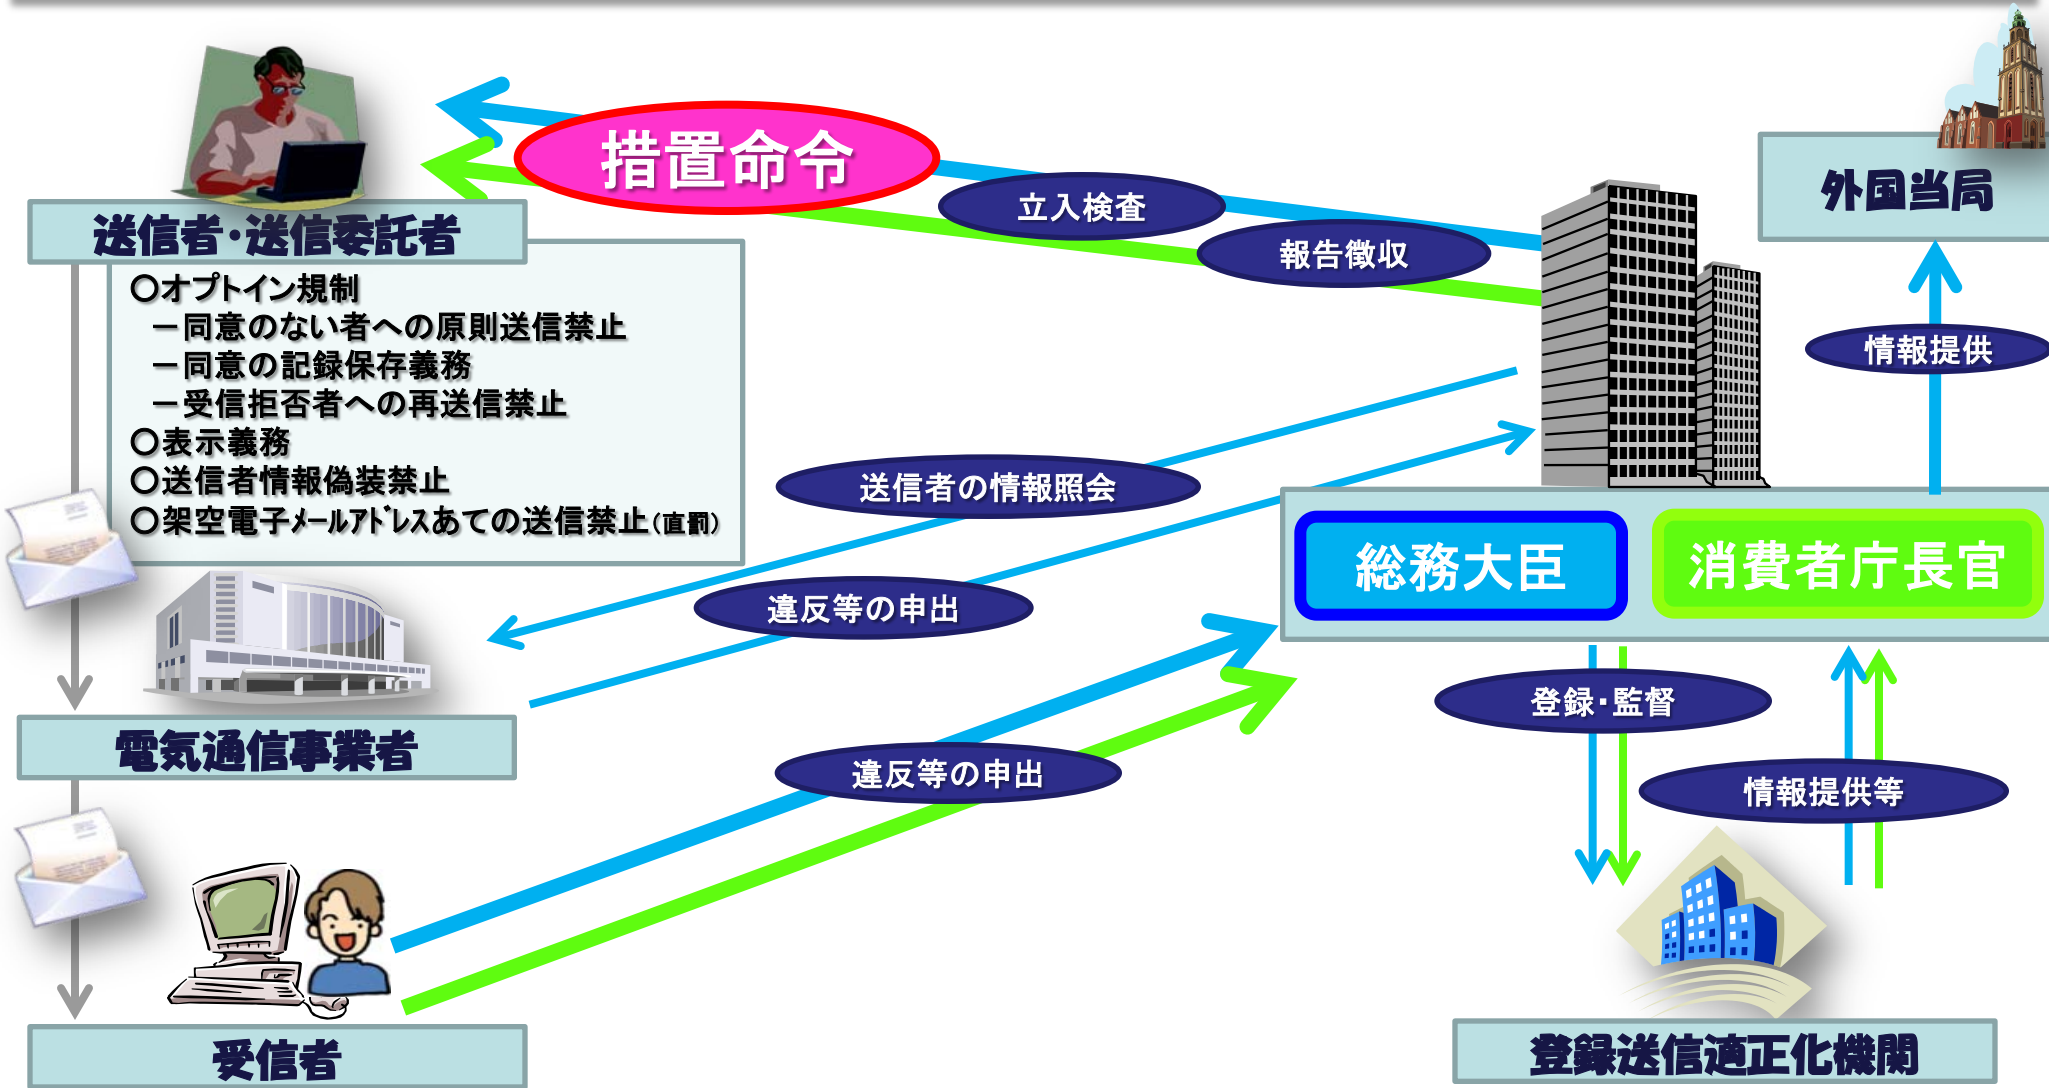 措置命令
立入検査
報告徴収
外国当局
情報提供
送信者・送信委託者
○オプトイン規制
－同意のない者への原則送信禁止
－同意の記録保存義務
－受信拒否者への再送信禁止
○表示義務
○送信者情報偽装禁止
○架空電子メールアドレスあての送信禁止（直罰）
送信者の情報照会
違反等の申出
総務大臣
消費者庁長官
電気通信事業者
違反等の申出
登録・監督
情報提供等
受信者
登録送信適正化機関